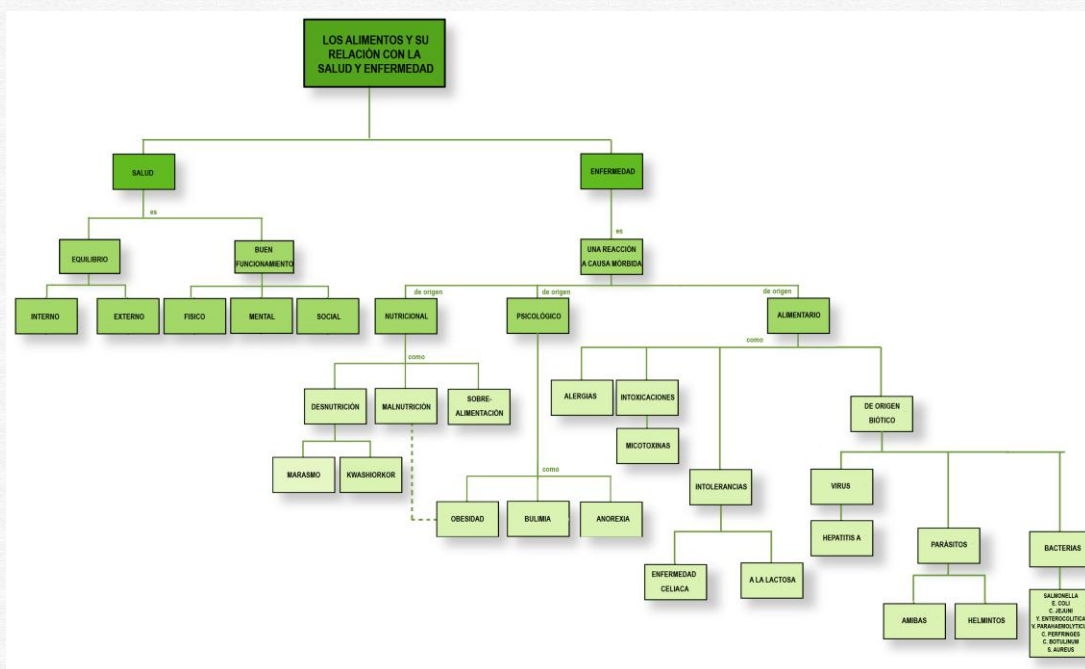 LOS ALIMENTOS Y SU
RELACIÓN CON LA
SALUD Y ENFERMEDAD
SALUD
ENFERMEDAD
es
es
EQUILIBRIO
BUEN
FUNCIONAMIENTO
UNA REACCIÓN
A CAUSA MÓRBIDA
INTERNO
EXTERNO
FISICO
MENTAL
SOCIAL
de origen
de origen
de origen
NUTRICIONAL
PSICOLÓGICO
ALIMENTARIO
como
como
DESNUTRICIÓN
MALNUTRICIÓN
SOBRE-
ALIMENTACIÓN
ALERGIAS
INTOXICACIONES
DE ORIGEN
BIÓTICO
MICOTOXINAS
MARASMO
KWASHIORKOR
como
INTOLERANCIAS
VIRUS
OBESIDAD
BULIMIA
ANOREXIA
HEPATITIS A
PARÁSITOS
BACTERIAS
ENFERMEDAD
CELIACA
A LA LACTOSA
AMIBAS
HELMINTOS
SALMONELLA
E. COLI
C. JEJUNI
Y. ENTEROCOLITICA
V. PARAHAEMOLYTICU
C. PERFRINGES
C. BOTULINUM
S. AUREUS